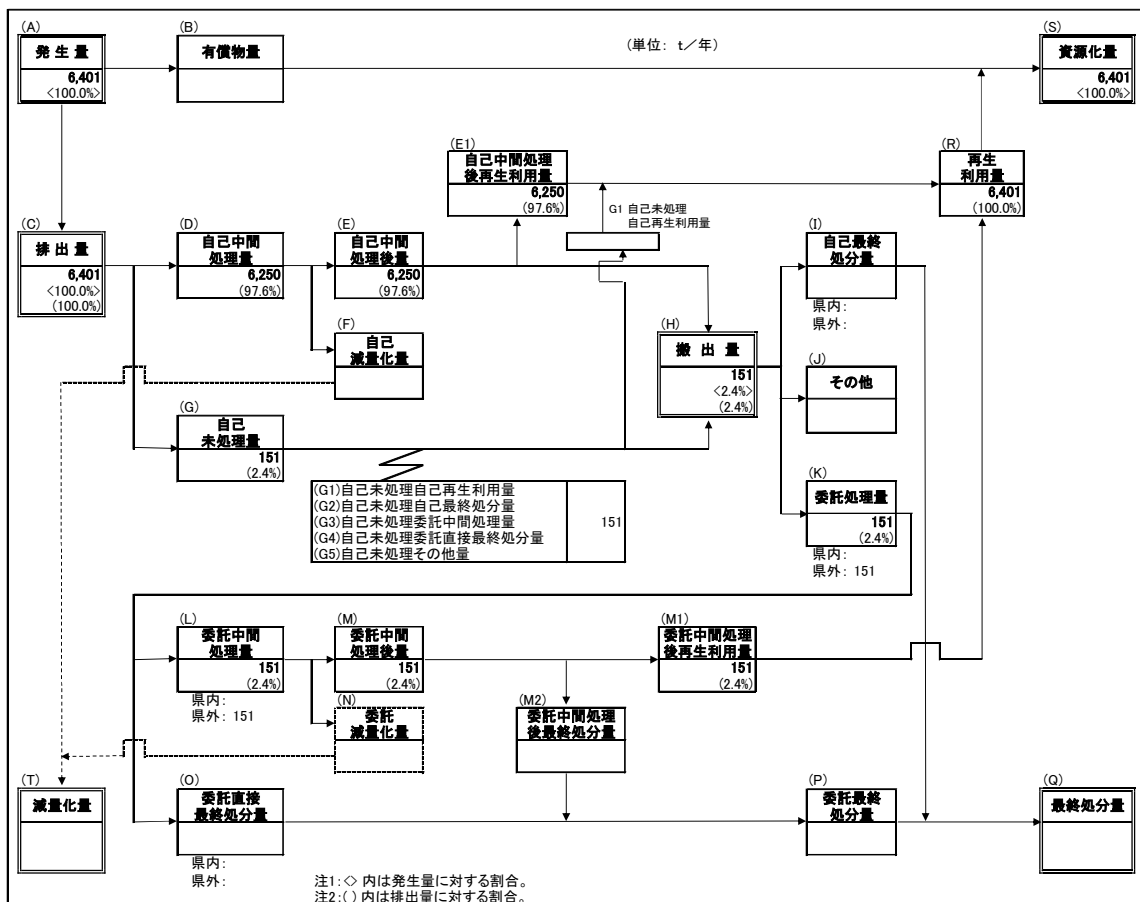 (A)
発 生 量
6,401
<100.0%>
(B)
有償物量
(単位: t/年)
(S)
資源化量
6,401
<100.0%>
(E1)
自己中間処理
後再生利用量
6,250
(97.6%)
(R)
再生
利用量
6,401
(100.0%)
G1 自己未処理
自己再生利用量
(C)
排 出 量
6,401
<100.0%>
(100.0%)
(D)
自己中間
処理量
6,250
(97.6%)
(E)
自己中間
処理後量
6,250
(97.6%)
(I)
自己最終
処分量
県内:
県外:
(F)
自己
減量化量
(H)
搬 出 量
151
<2.4%>
(2.4%)
(J)
その他
(G)
自己
未処理量
151
(2.4%)
(G1)自己未処理自己再生利用量
(G2)自己未処理自己最終処分量
(G3)自己未処理委託中間処理量
151
(G4)自己未処理委託直接最終処分量
(G5)自己未処理その他量
(K)
委託処理量
151
(2.4%)
県内:
県外: 151
(L)
委託中間
処理量
151
(2.4%)
県内:
県外: 151
(M)
委託中間
処理後量
151
(2.4%)
(M1)
委託中間処理
後再生利用量
151
(2.4%)
(N)
委託
減量化量
(M2)
委託中間処理
後最終処分量
(T)
減量化量
(O)
委託直接
最終処分量
県内:
県外:
(P)
委託最終
処分量
(Q)
最終処分量
注1:<> 内は発生量に対する割合。
注2:( ) 内は排出量に対する割合。